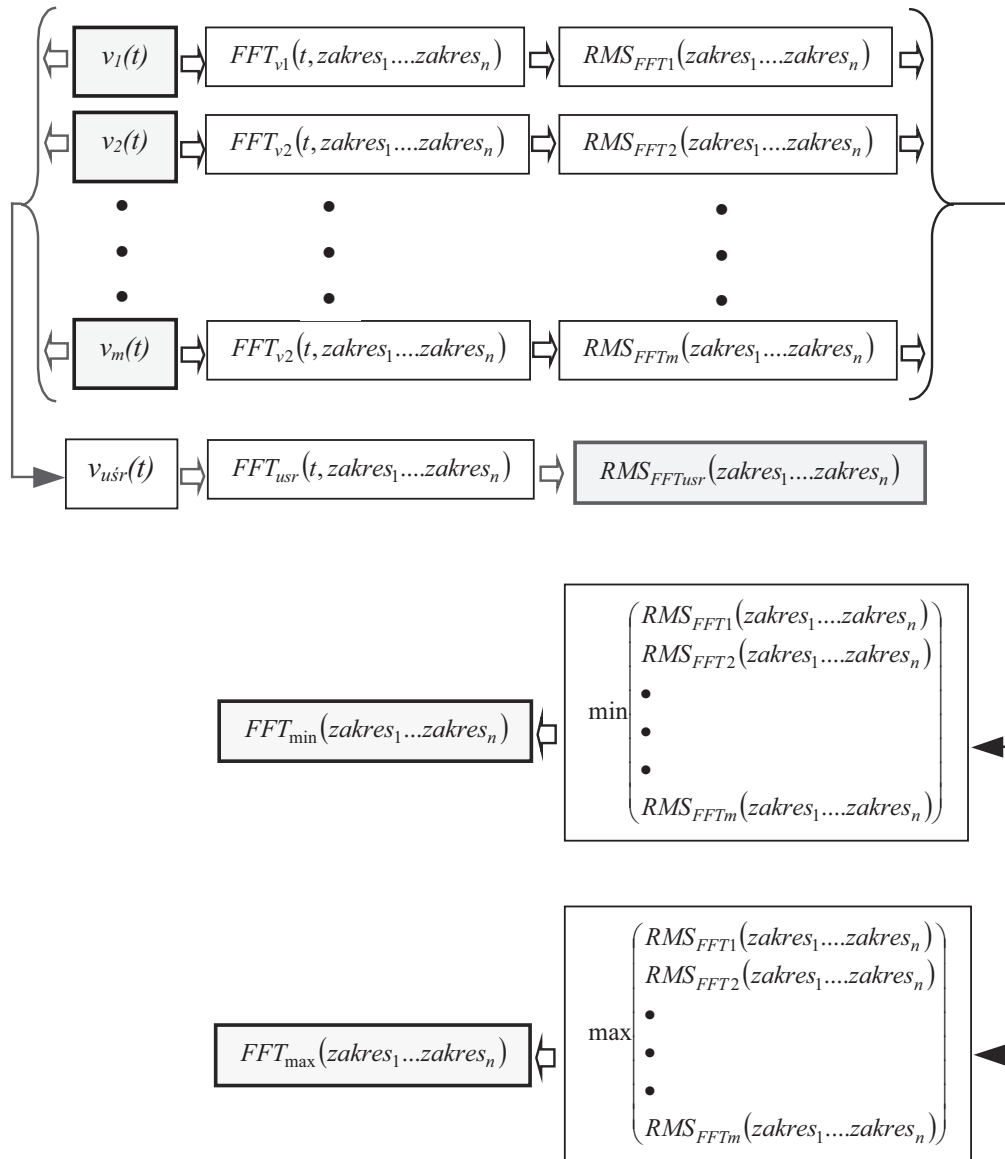 v1(t) FFTv1(t, zakres1....zakresn) RMSFFT1(zakres1....zakresn)
v2(t) FFTv2(t, zakres1....zakresn) RMSFFT2(zakres1....zakresn)
vm(t) FFTv2(t, zakres1....zakresn) RMSFFTm(zakres1....zakresn)
vuśr(t) FFTusr(t, zakres1....zakresn) RMSFFTusr(zakres1....zakresn)
RMSFFT1(zakres1....zakresn)
RMSFFT2(zakres1....zakresn)
FFTmin(zakres1...zakresn) min
RMSFFTm(zakres1....zakresn)
RMSFFT1(zakres1....zakresn)
RMSFFT2(zakres1....zakresn)
FFTmax(zakres1...zakresn) max
RMSFFTm(zakres1....zakresn)